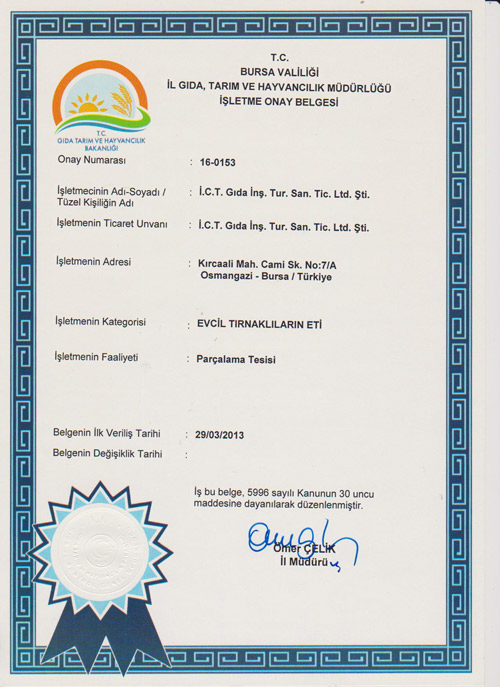 T.C.
BURSA VALİLİĞİ
İL GIDA, TARIM VE HAYVANCILIK MÜDÜRLÜĞÜ
İŞLETME ONAY BELGESİ
T.C.
GIDA TARIM VE HAYVANCILIK
BAKANLIĞI
Onay Numarası : 16-0153
İşletmecinin Adı-Soyadı / : İ.C.T. Gıda İnş. Tur. San. Tic. Ltd. Şti.
Tüzel Kişiliğin Adı
İşletmenin Ticaret Unvanı : İ.C.T. Gıda İnş. Tur. San. Tic. Ltd. Şti.
İşletmenin Adresi : Kırcaali Mah. Cami Sk. No:7/A
Osmangazi - Bursa / Türkiye
İşletmenin Kategorisi : EVCİL TIRNAKLILARIN ETİ
İşletmenin Faaliyeti : Parçalama Tesisi
Belgenin İlk Veriliş Tarihi : 29/03/2013
Belgenin Değişiklik Tarihi :
İş bu belge, 5996 sayılı Kanunun 30 uncu
maddesine dayanılarak düzenlenmiştir.
Ömer ÇELİK
İl Müdürü